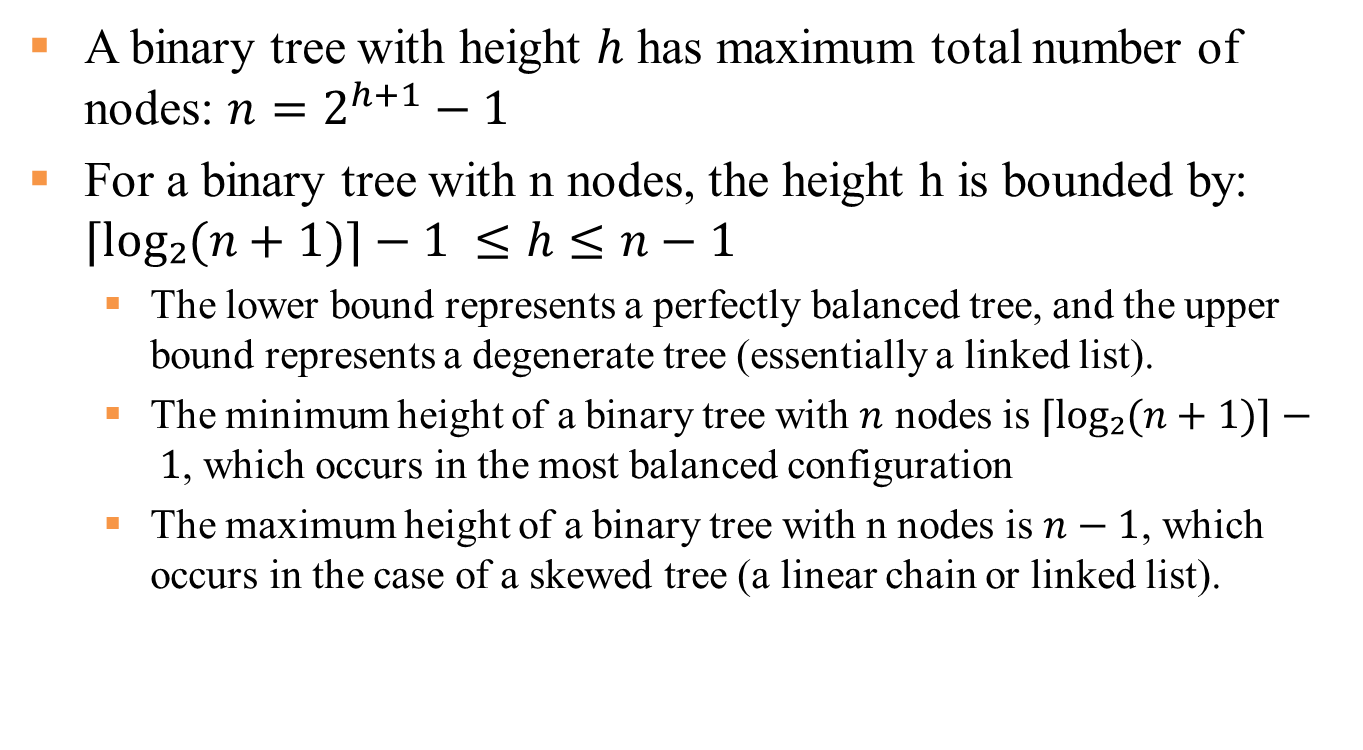 ▪ A binary tree with height ℎ has maximum total number of
nodes: 𝑛 = 2^{ℎ+1} − 1
▪ For a binary tree with n nodes, the height h is bounded by:
⌈log₂(𝑛 + 1)⌉ − 1 ≤ ℎ ≤ 𝑛 − 1
▪ The lower bound represents a perfectly balanced tree, and the upper
bound represents a degenerate tree (essentially a linked list).
▪ The minimum height of a binary tree with 𝑛 nodes is ⌈log₂(𝑛 + 1)⌉ −
1, which occurs in the most balanced configuration
▪ The maximum height of a binary tree with n nodes is 𝑛 − 1, which
occurs in the case of a skewed tree (a linear chain or linked list).